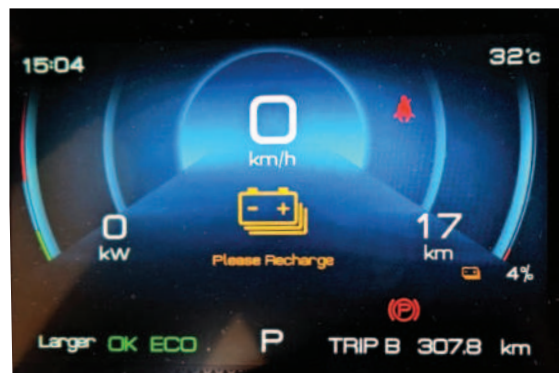 15:04
32°c
0
km/h
0
kW
17
km
Please Recharge
4%
Larger OK ECO P TRIP B 307.8 km